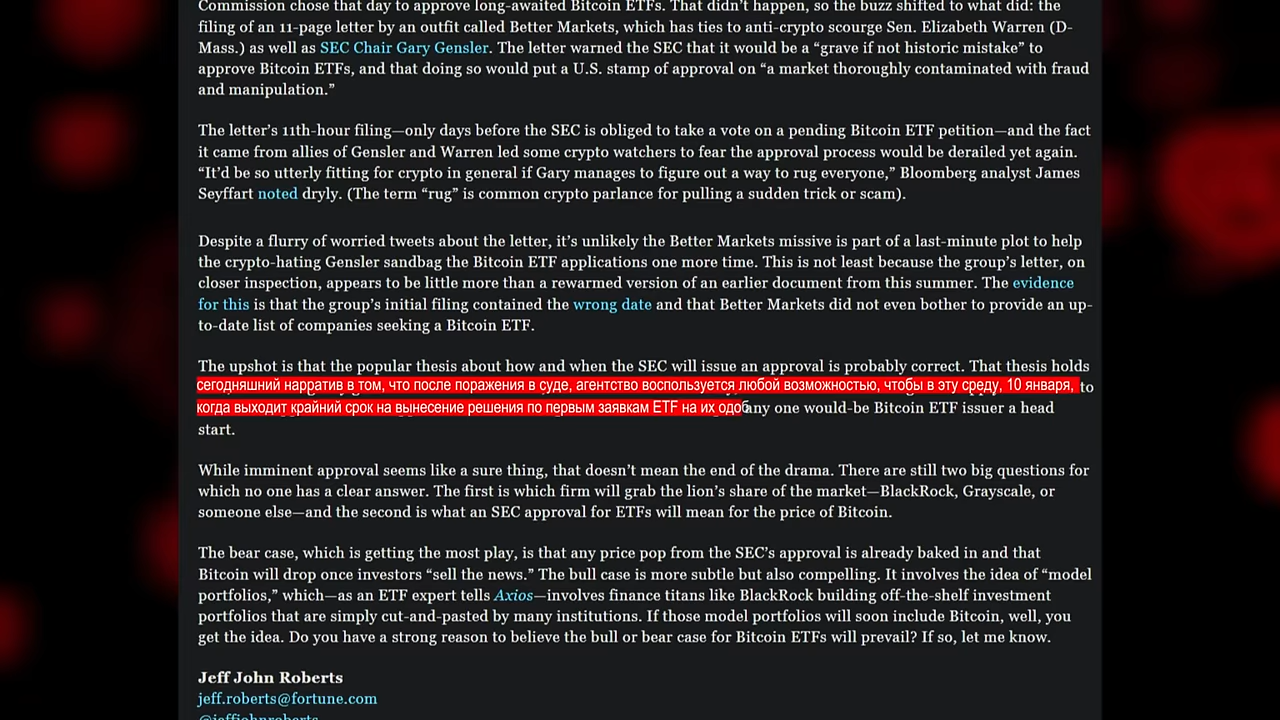 Commission chose that day to approve long-awaited Bitcoin ETFs. That didn’t happen, so the buzz shifted to what did: the
filing of an 11-page letter by an outfit called Better Markets, which has ties to anti-crypto scourge Sen. Elizabeth Warren (D-
Mass.) as well as SEC Chair Gary Gensler. The letter warned the SEC that it would be a “grave if not historic mistake” to
approve Bitcoin ETFs, and that doing so would put a U.S. stamp of approval on “a market thoroughly contaminated with fraud
and manipulation.”
The letter’s 11th-hour filing—only days before the SEC is obliged to take a vote on a pending Bitcoin ETF petition—and the fact
it came from allies of Gensler and Warren led some crypto watchers to fear the approval process would be derailed yet again.
“It’d be so utterly fitting for crypto in general if Gary manages to figure out a way to rug everyone,” Bloomberg analyst James
Seyffart noted dryly. (The term “rug” is common crypto parlance for pulling a sudden trick or scam).
Despite a flurry of worried tweets about the letter, it’s unlikely the Better Markets missive is part of a last-minute plot to help
the crypto-hating Gensler sandbag the Bitcoin ETF applications one more time. This is not least because the group’s letter, on
closer inspection, appears to be little more than a rewarmed version of an earlier document from this summer. The evidence
for this is that the group’s initial filing contained the wrong date and that Better Markets did not even bother to provide an up-
to-date list of companies seeking a Bitcoin ETF.
The upshot is that the popular thesis about how and when the SEC will issue an approval is probably correct. That thesis holds
сегодняшний нарратив в том, что после поражения в суде, агентство воспользуется любой возможностью, чтобы в эту среду, 10 января, to
когда выходит крайний срок на вынесение решения по первым заявкам ETF на их одоб any one would-be Bitcoin ETF issuer a head
start.
While imminent approval seems like a sure thing, that doesn’t mean the end of the drama. There are still two big questions for
which no one has a clear answer. The first is which firm will grab the lion’s share of the market—BlackRock, Grayscale, or
someone else—and the second is what an SEC approval for ETFs will mean for the price of Bitcoin.
The bear case, which is getting the most play, is that any price pop from the SEC’s approval is already baked in and that
Bitcoin will drop once investors “sell the news.” The bull case is more subtle but also compelling. It involves the idea of “model
portfolios,” which—as an ETF expert tells Axios—involves finance titans like BlackRock building off-the-shelf investment
portfolios that are simply cut-and-pasted by many institutions. If those model portfolios will soon include Bitcoin, well, you
get the idea. Do you have a strong reason to believe the bull or bear case for Bitcoin ETFs will prevail? If so, let me know.
Jeff John Roberts
jeff.roberts@fortune.com
@jeffjohnroberts